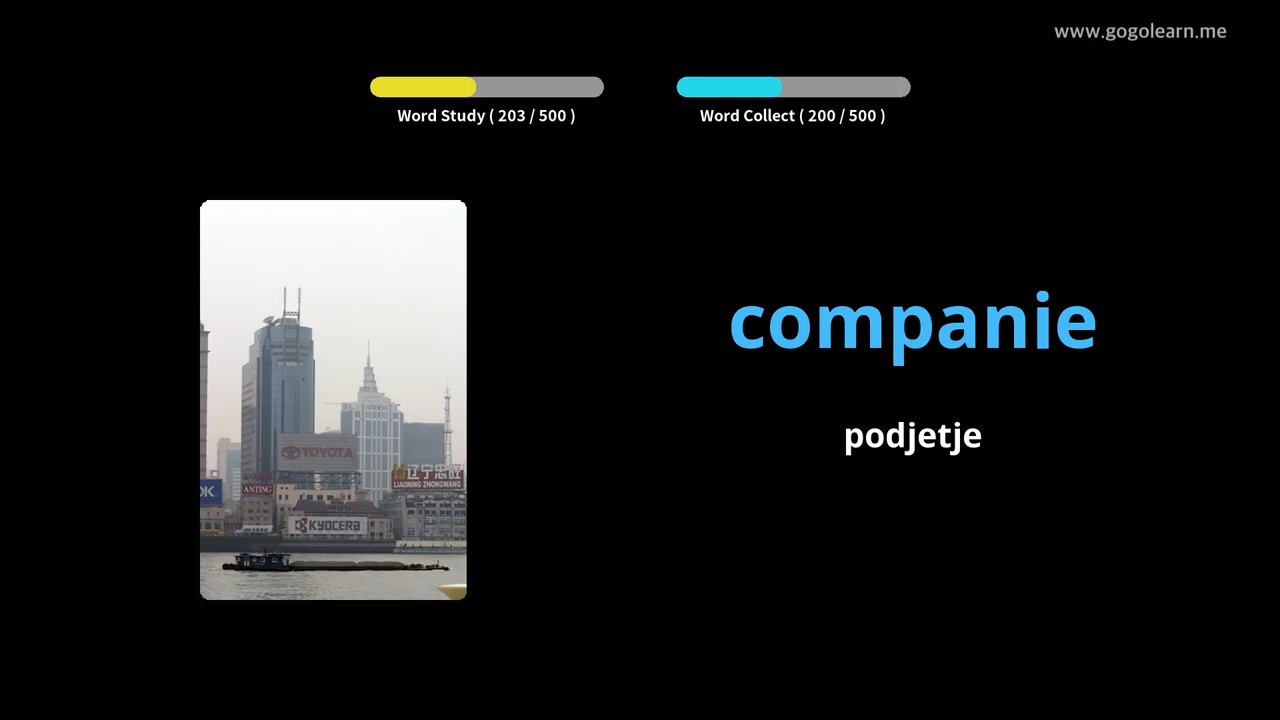 www.gogolearn.me
Word Study ( 203 / 500 )
Word Collect ( 200 / 500 )
companie
podjetje
TOYOTA
辽宁忠旺
LIAONING ZHONGWANG
OK
ANTING
KYOCERA